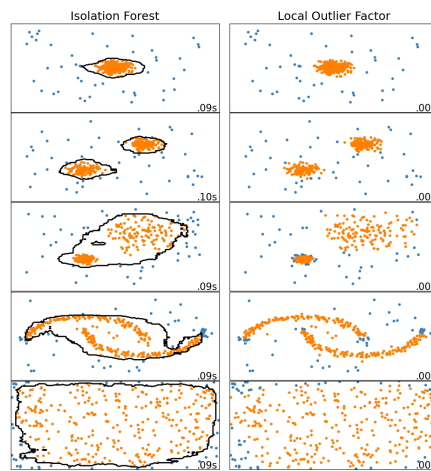 Isolation Forest Local Outlier Factor
.09s .00
.10s .00
.09s .00
.09s .00
.09s .00